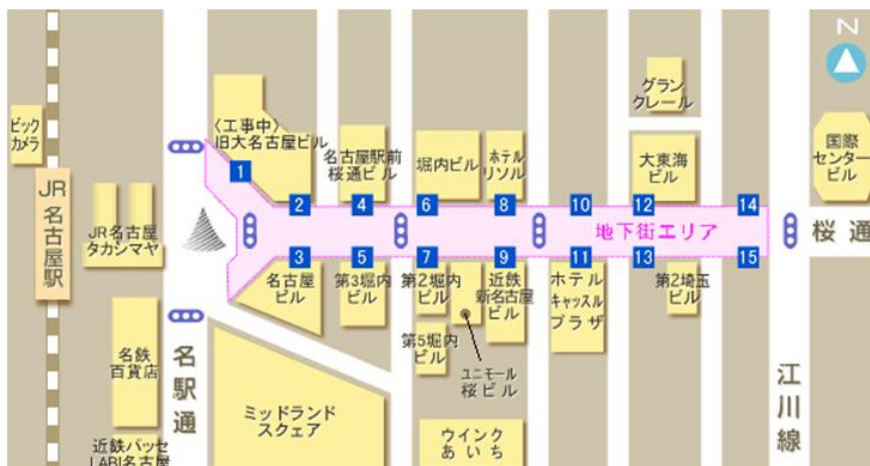 N
ビック
カメラ
JR
名古屋駅
JR名古屋
タカシマヤ
名鉄
百貨店
近鉄パッセ
LABI名古屋
名駅通
〈工事中〉
旧大名古屋ビル
名古屋駅前
桜通ビル
堀内ビル
ホテル
リソル
グラン
クレール
大東海
ビル
国際
センター
ビル
1
2
4
6
8
10
12
14
地下街エリア
桜通
3
5
7
9
11
13
15
名古屋
ビル
第3堀内
ビル
第2堀内
ビル
近鉄
新名古屋
ビル
ホテル
キャッスル
プラザ
第2埼玉
ビル
第5堀内
ビル
ユニモール
桜ビル
ミッドランド
スクェア
ウインク
あいち
江川線